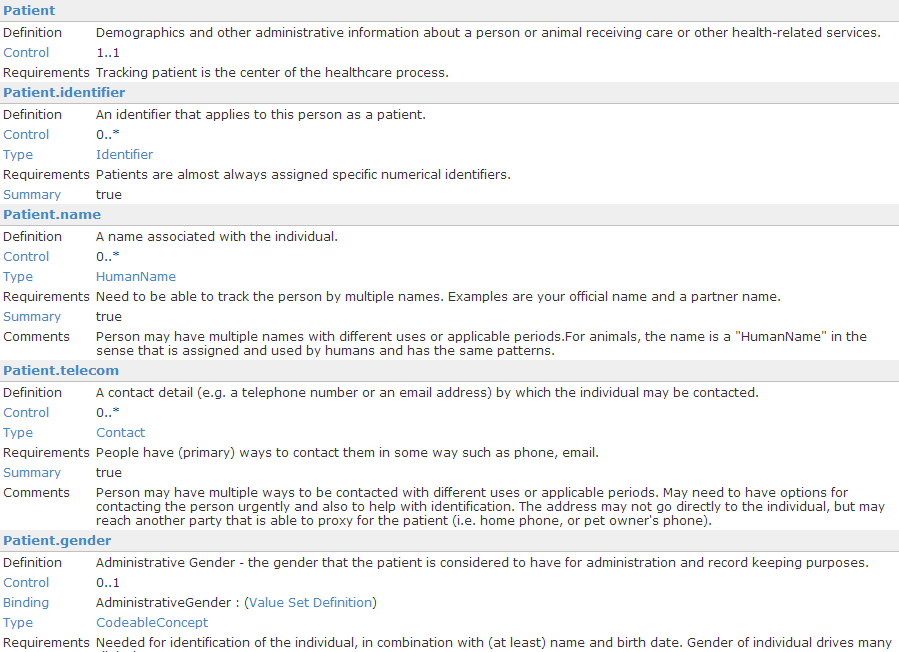 Patient
Definition Demographics and other administrative information about a person or animal receiving care or other health-related services.
Control 1..1
Requirements Tracking patient is the center of the healthcare process.
Patient.identifier
Definition An identifier that applies to this person as a patient.
Control 0..*
Type Identifier
Requirements Patients are almost always assigned specific numerical identifiers.
Summary true
Patient.name
Definition A name associated with the individual.
Control 0..*
Type HumanName
Requirements Need to be able to track the person by multiple names. Examples are your official name and a partner name.
Summary true
Comments Person may have multiple names with different uses or applicable periods.For animals, the name is a "HumanName" in the
sense that is assigned and used by humans and has the same patterns.
Patient.telecom
Definition A contact detail (e.g. a telephone number or an email address) by which the individual may be contacted.
Control 0..*
Type Contact
Requirements People have (primary) ways to contact them in some way such as phone, email.
Summary true
Comments Person may have multiple ways to be contacted with different uses or applicable periods. May need to have options for
contacting the person urgently and also to help with identification. The address may not go directly to the individual, but may
reach another party that is able to proxy for the patient (i.e. home phone, or pet owner's phone).
Patient.gender
Definition Administrative Gender - the gender that the patient is considered to have for administration and record keeping purposes.
Control 0..1
Binding AdministrativeGender : (Value Set Definition)
Type CodeableConcept
Requirements Needed for identification of the individual, in combination with (at least) name and birth date. Gender of individual drives many